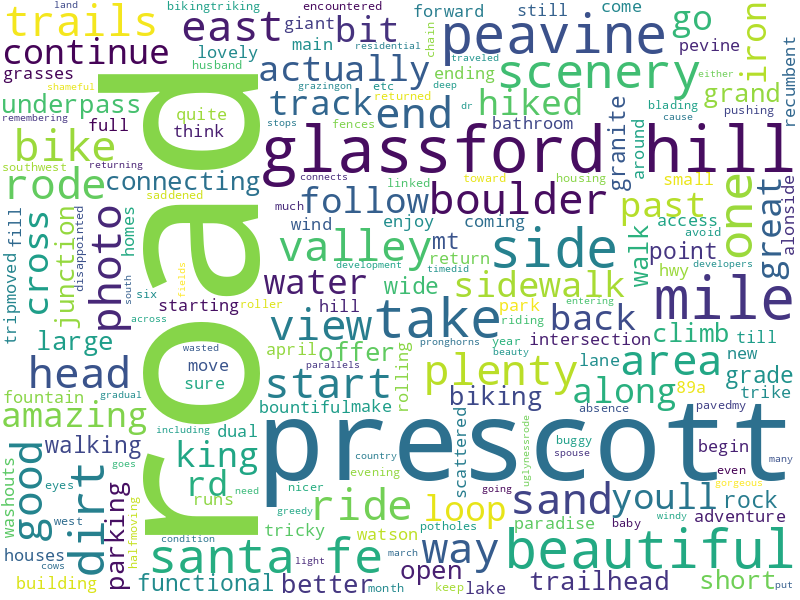 land bikingtriking encountered forward still come
trails east bit giant main residential peavine go pevine iron
continue lovely husband chain traveled either
grasses shameful actually ending etc grazingon returned deep scenery grand recumbent
underpass quite track end dr hiked blading pushing
remembering full think stops fences bathroom cause
bike returning glassford hill
southwest connecting connects toward housing granite around small alonside
rode saddened much linked follow boulder past one great
cross photo homes disappointed wind enjoy coming access
junction valley mt return side walk avoid point
fill development timedid developers
tripmoved six south fields water wide sidewalk hwy
starting roller hill park entering mile
across road view take riding back
large wasted parallels pronghorns year beauty intersection climb till
head move april offer lane new
sure gradual rolling start plenty area grade
fountain bountiful make biking along 89a trike
amazing including dual prescott absence pavedmy
walking king country scattered buggy spouse begin many
good eyes goes rd evening uglynessrode going even gorgeous
washouts dirt west need nicer ride loop sand youll rock
parking runs greedy tricky watson potholes paradise baby windy adventure
houses condition light march way beautiful
cows halfmoving santa fe
building functional better month open keep lake trailhead short put